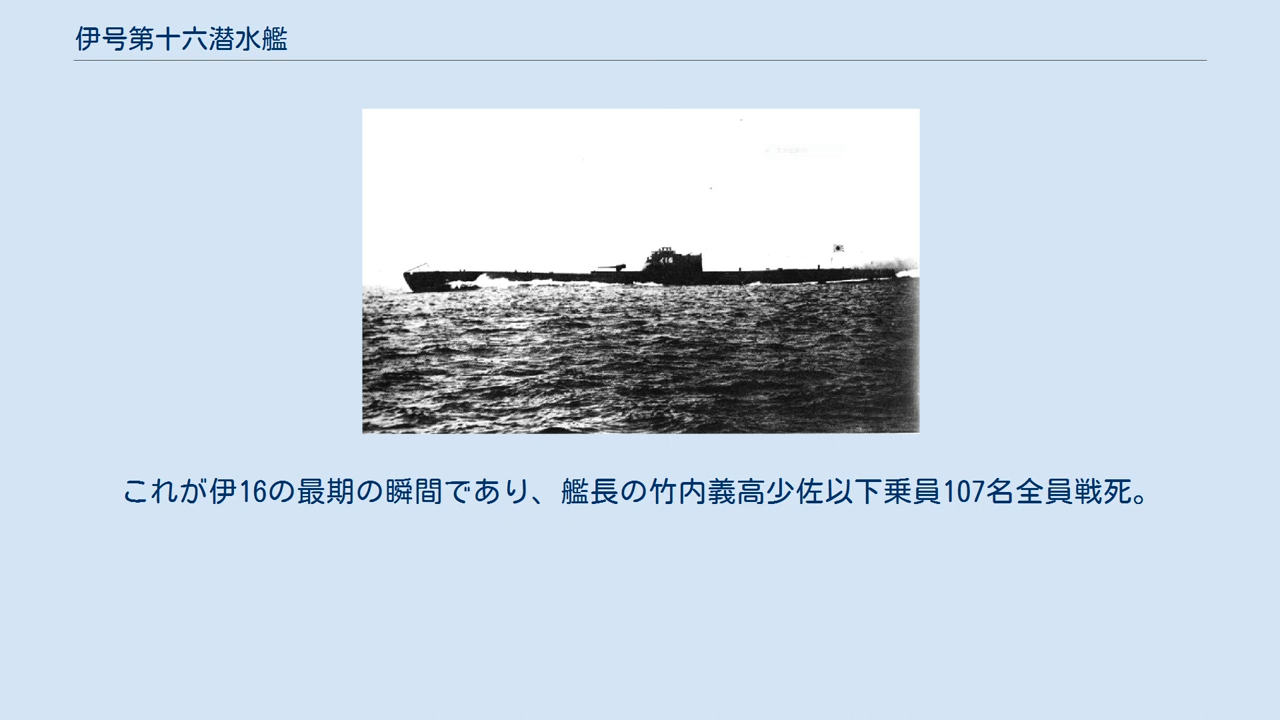 伊号第十六潜水艦
これが伊16の最期の瞬間であり、艦長の竹内義高少佐以下乗員107名全員戦死。